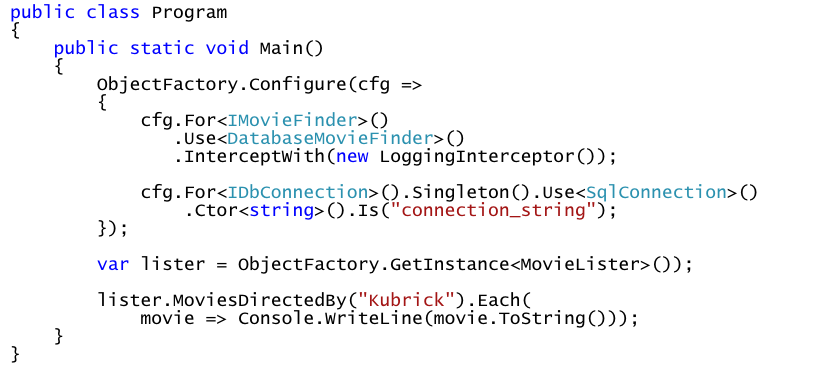 public class Program
{
    public static void Main()
    {
        ObjectFactory.Configure(cfg =>
        {
            cfg.For<IMovieFinder>()
               .Use<DatabaseMovieFinder>()
               .InterceptWith(new LoggingInterceptor());

            cfg.For<IDbConnection>().Singleton().Use<SqlConnection>()
                .Ctor<string>().Is("connection_string");
        });

        var lister = ObjectFactory.GetInstance<MovieLister>());

        lister.MoviesDirectedBy("Kubrick").Each(
            movie => Console.WriteLine(movie.ToString()));
    }
}